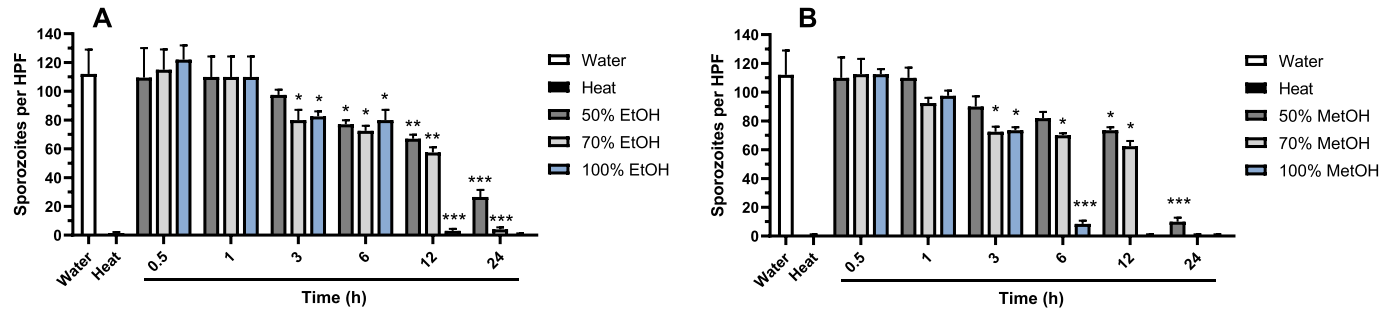 A
Sporozoites per HPF
140
120
100
80
60
40
20
0
* * * * * ** ** *** *** ***
Water
Heat
0.5
1
3
6
12
24
Time (h)
Water
Heat
50% EtOH
70% EtOH
100% EtOH
B
Sporozoites per HPF
140
120
100
80
60
40
20
0
* * * *** * * ***
Water
Heat
0.5
1
3
6
12
24
Time (h)
Water
Heat
50% MetOH
70% MetOH
100% MetOH